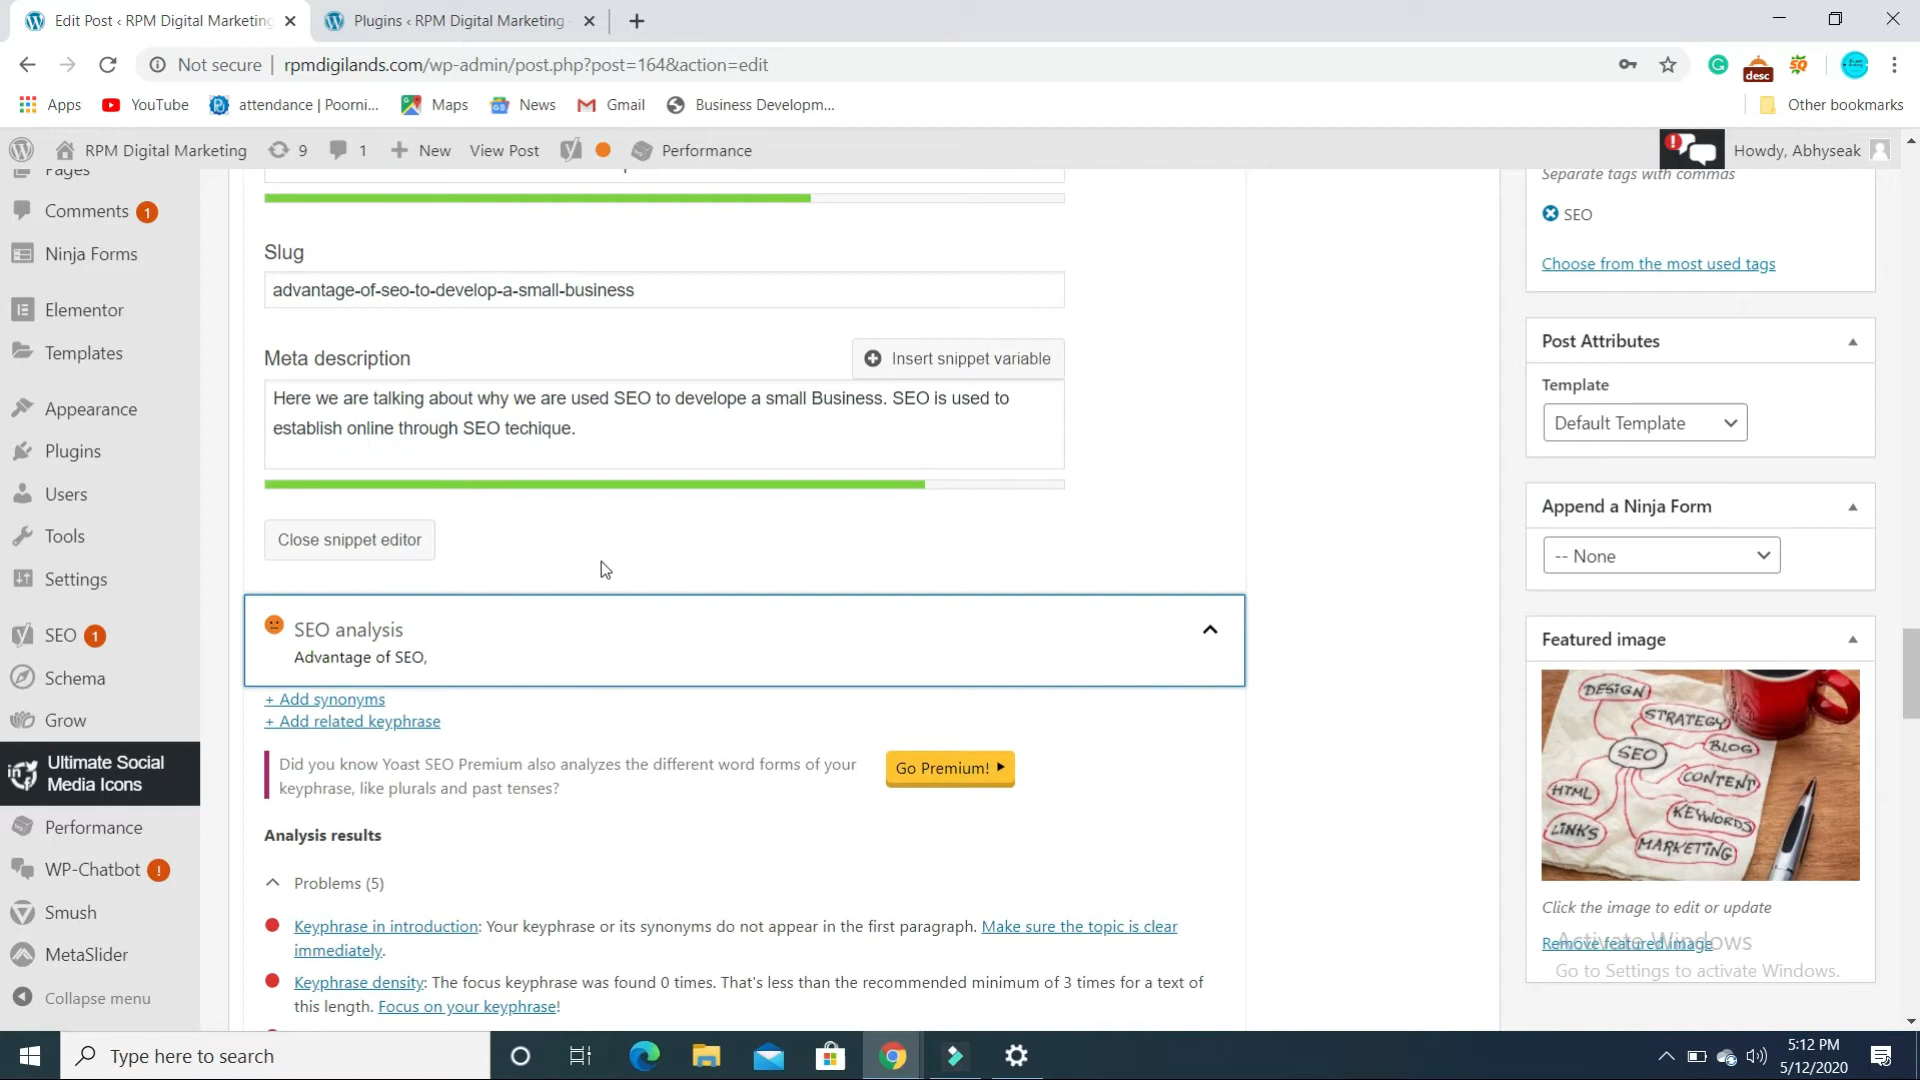 Edit Post ‹ RPM Digital Marketing
Plugins ‹ RPM Digital Marketing
Not secure
rpmdigilands.com/wp-admin/post.php?post=164&action=edit
desc
Apps
YouTube
attendance | Poorni...
Maps
News
Gmail
Business Developm...
Other bookmarks
RPM Digital Marketing
9
1
New
View Post
Performance
Howdy, Abhyseak
Pages
Comments 1
Ninja Forms
Elementor
Templates
Appearance
Plugins
Users
Tools
Settings
SEO 1
Schema
Grow
Ultimate Social
Media Icons
Performance
WP-Chatbot !
Smush
MetaSlider
Collapse menu
Slug
advantage-of-seo-to-develop-a-small-business
Meta description
Insert snippet variable
Here we are talking about why we are used SEO to develope a small Business. SEO is used to
establish online through SEO techique.
Close snippet editor
SEO analysis
Advantage of SEO,
+ Add synonyms
+ Add related keyphrase
Did you know Yoast SEO Premium also analyzes the different word forms of your
keyphrase, like plurals and past tenses?
Go Premium!
Analysis results
Problems (5)
Keyphrase in introduction: Your keyphrase or its synonyms do not appear in the first paragraph. Make sure the topic is clear
immediately.
Keyphrase density: The focus keyphrase was found 0 times. That's less than the recommended minimum of 3 times for a text of
this length. Focus on your keyphrase!
Separate tags with commas
SEO
Choose from the most used tags
Post Attributes
Template
Default Template
Append a Ninja Form
-- None
Featured image
DESIGN
STRATEGY
SEO
BLOG
CONTENT
HTML
KEYWORDS
LINKS
MARKETING
Click the image to edit or update
Remove featured image
Activate Windows
Go to Settings to activate Windows.
Type here to search
5:12 PM
5/12/2020